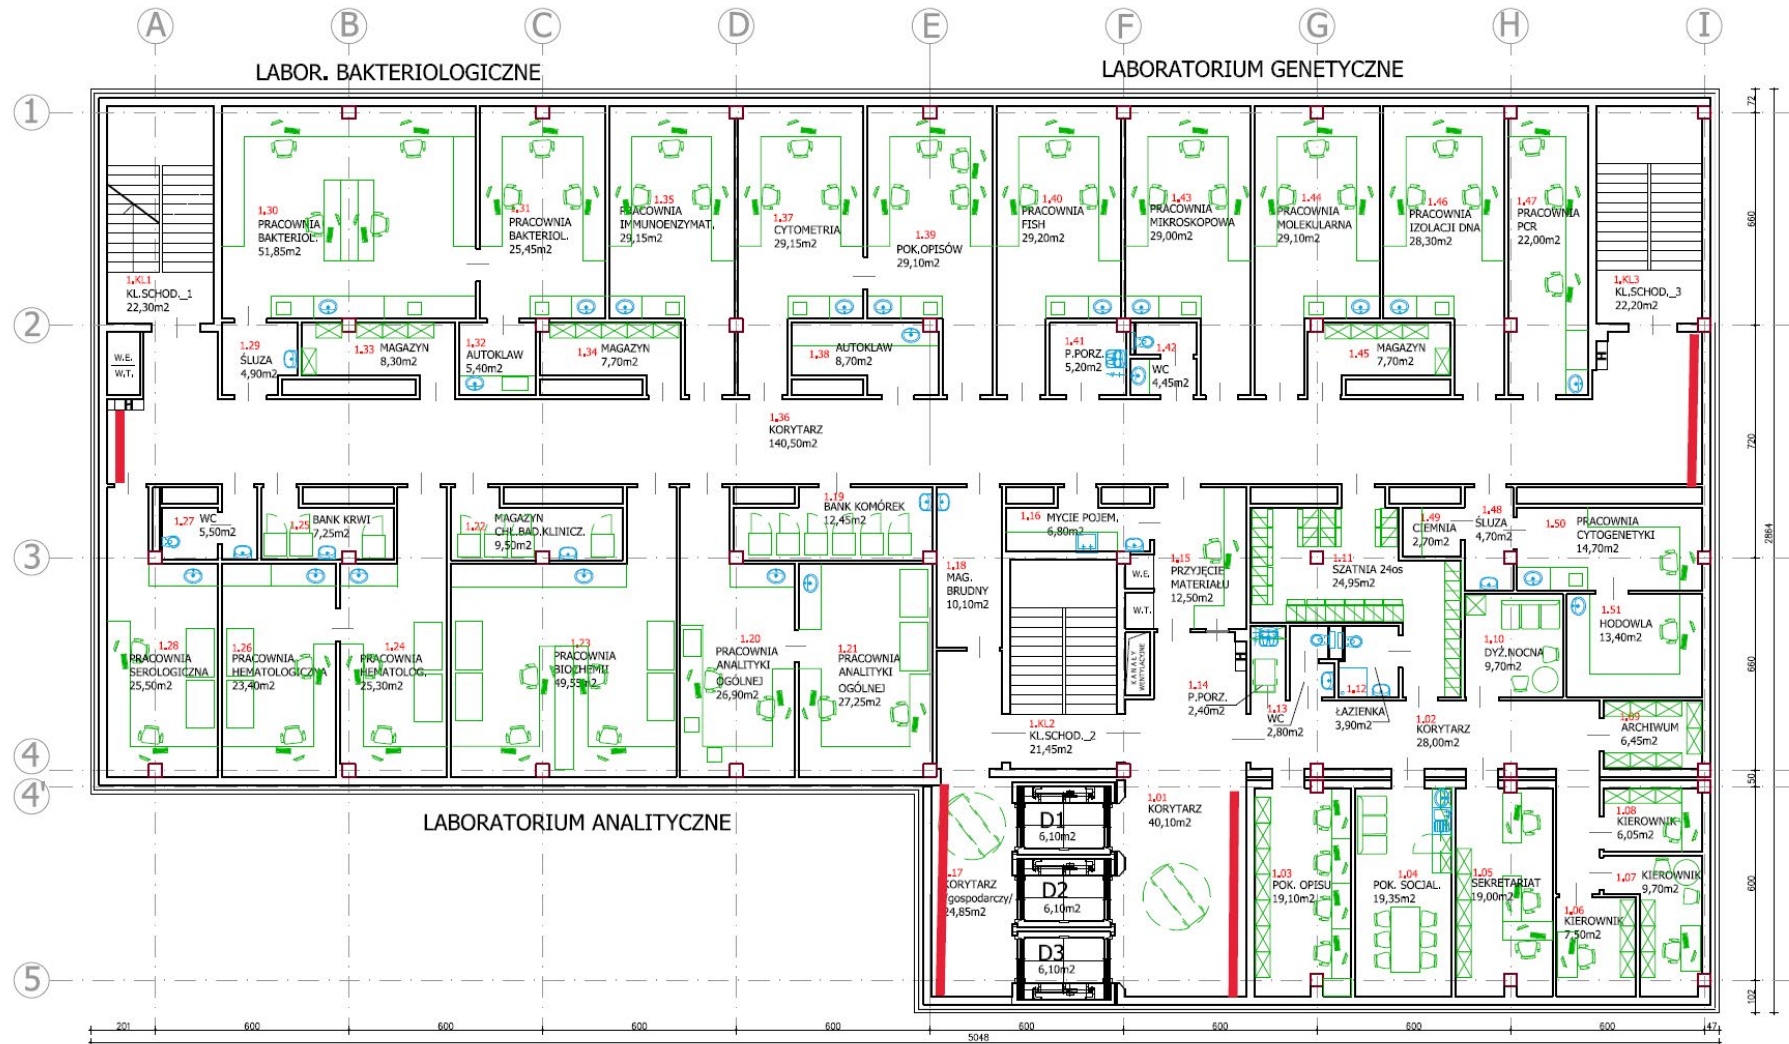 A B C D E F G H I
LABOR. BAKTERIOLOGICZNE
LABORATORIUM GENETYCZNE
1
72
1.30
PRACOWNIA
BAKTERIOL.
51,85m2
1.31
PRACOWNIA
BAKTERIOL.
25,45m2
1.35
PRACOWNIA
IMMUNOENZYMAT.
29,15m2
1.37
CYTOMETRIA
29,15m2
1.39
POK.OPISÓW
29,10m2
1.40
PRACOWNIA
FISH
29,20m2
1.43
PRACOWNIA
MIKROSKOPOWA
29,00m2
1.44
PRACOWNIA
MOLEKULARNA
29,10m2
1.46
PRACOWNIA
IZOLACJI DNA
28,30m2
1.47
PRACOWNIA
PCR
22,00m2
660
1.KL1
KL.SCHOD._1
22,30m2
1.KL3
KL.SCHOD._3
22,20m2
2
W.E.
W.T.
1.29
ŚLUZA
4,90m2
1.33
MAGAZYN
8,30m2
1.32
AUTOKLAW
5,40m2
1.34
MAGAZYN
7,70m2
1.38
AUTOKLAW
8,70m2
1.41
P.PORZ.
5,20m2
1.42
WC
4,45m2
1.45
MAGAZYN
7,70m2
H
H
1.36
KORYTARZ
140,50m2
720
2864
1.27
WC
5,50m2
1.25
BANK KRWI
7,25m2
1.22
MAGAZYN
CHŁ.BAD.KLINICZ.
9,50m2
1.19
BANK KOMÓREK
12,45m2
1.16
MYCIE POJEM.
6,80m2
1.49
CIEMNIA
2,70m2
1.48
ŚLUZA
4,70m2
1.50
PRACOWNIA
CYTOGENETYKI
14,70m2
3
1.18
MAG.
BRUDNY
10,10m2
W.E.
W.T.
KANAŁY
WENTYLACYJNE
1.15
PRZYJĘCIE
MATERIAŁU
12,50m2
1.11
SZATNIA 24os
24,95m2
1.51
HODOWLA
13,40m2
1.28
PRACOWNIA
SEROLOGICZNA
25,50m2
1.26
PRACOWNIA
HEMATOLOGICZNA
23,40m2
1.24
PRACOWNIA
HEMATOLOG.
25,30m2
1.23
PRACOWNIA
BIOCHEMII
49,55m2
1.20
PRACOWNIA
ANALITYKI
OGÓLNEJ
26,90m2
1.21
PRACOWNIA
ANALITYKI
OGÓLNEJ
27,25m2
H
1.10
DYŻ.NOCNA
9,70m2
660
1.14
P.PORZ.
2,40m2
1.13
WC
2,80m2
1.12
ŁAZIENKA
3,90m2
1.02
KORYTARZ
28,00m2
1.09
ARCHIWUM
6,45m2
1.KL2
KL.SCHOD._2
21,45m2
4
4'
50
LABORATORIUM ANALITYCZNE
D1
6,10m2
D2
6,10m2
D3
6,10m2
1.01
KORYTARZ
40,10m2
1.17
KORYTARZ
/gospodarczy/
24,85m2
1.03
POK. OPISU
19,10m2
1.04
POK. SOCJAL.
19,35m2
1.05
SEKRETARIAT
19,00m2
1.08
KIEROWNIK
6,05m2
1.07
KIEROWNIK
9,70m2
1.06
KIEROWNIK
7,50m2
600
5
102
201 600 600 600 600 600 600 600 600 47
5048